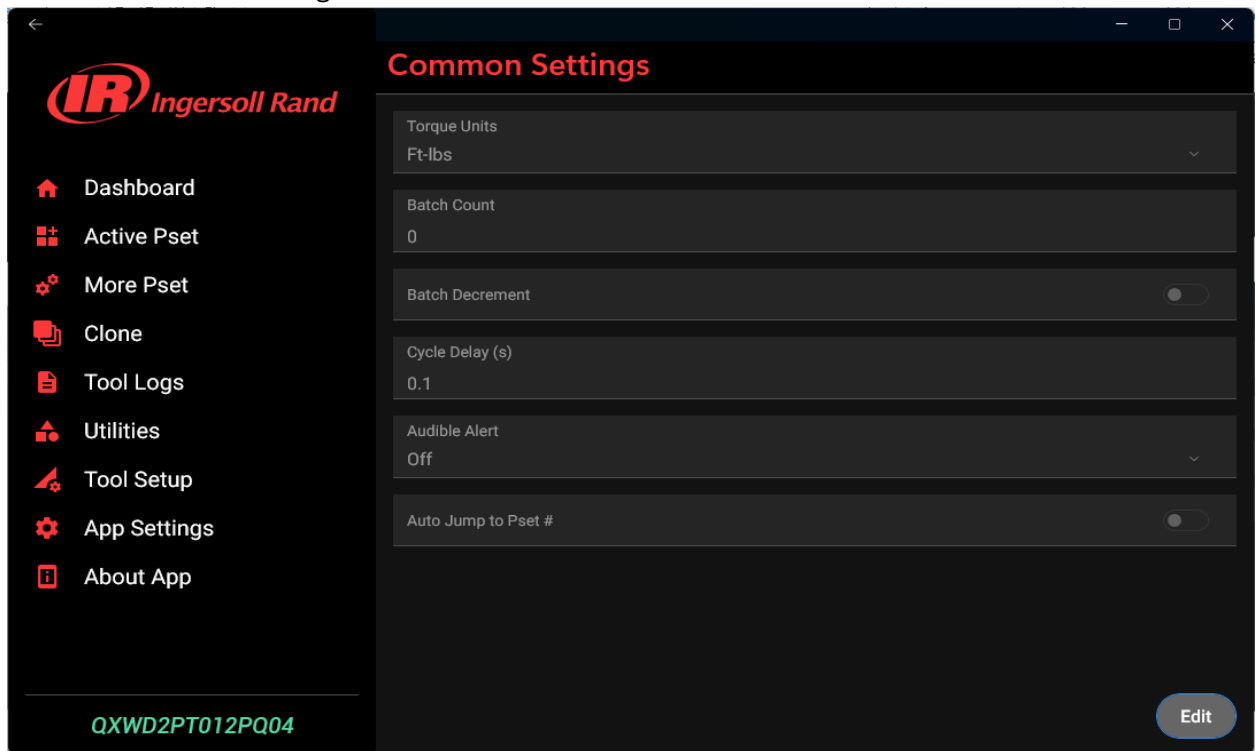 IR Ingersoll Rand
Dashboard
Active Pset
More Pset
Clone
Tool Logs
Utilities
Tool Setup
App Settings
About App
QXWD2PT012PQ04
Common Settings
Torque Units
Ft-lbs
Batch Count
0
Batch Decrement
Cycle Delay (s)
0.1
Audible Alert
Off
Auto Jump to Pset #
Edit